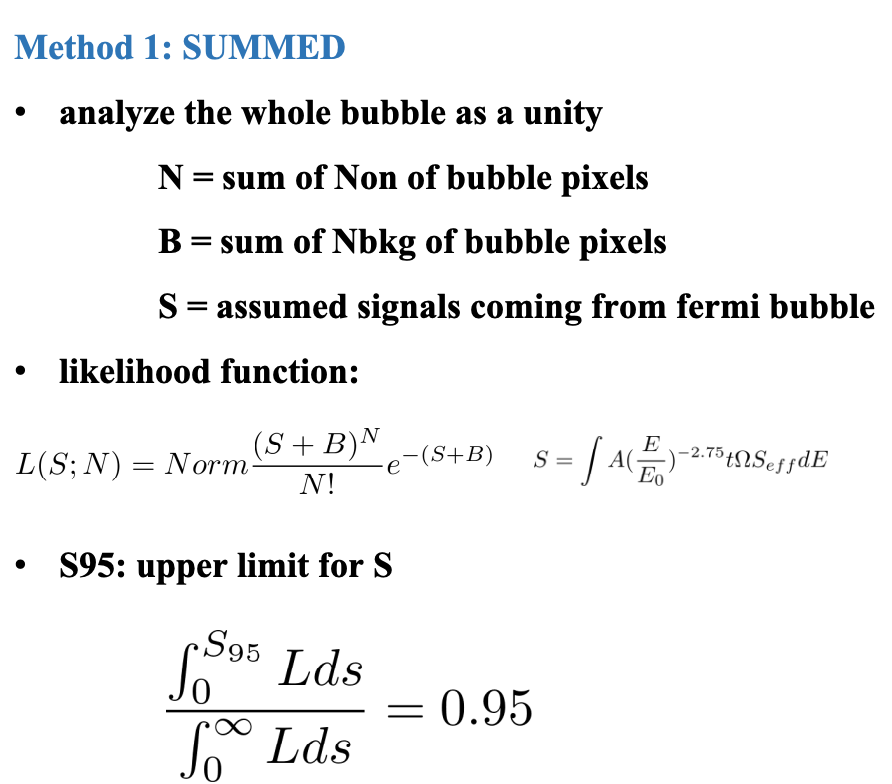 Method 1: SUMMED
• analyze the whole bubble as a unity
N = sum of Non of bubble pixels
B = sum of Nbkg of bubble pixels
S = assumed signals coming from fermi bubble
• likelihood function:
$L(S;N) = Norm\frac{(S+B)^N}{N!}e^{-(S+B)}$ $S = \int A(\frac{E}{E_0})^{-2.75}t\Omega S_{eff}dE$
• S95: upper limit for S
$\frac{\int_0^{S_{95}} Lds}{\int_0^{\infty} Lds} = 0.95$